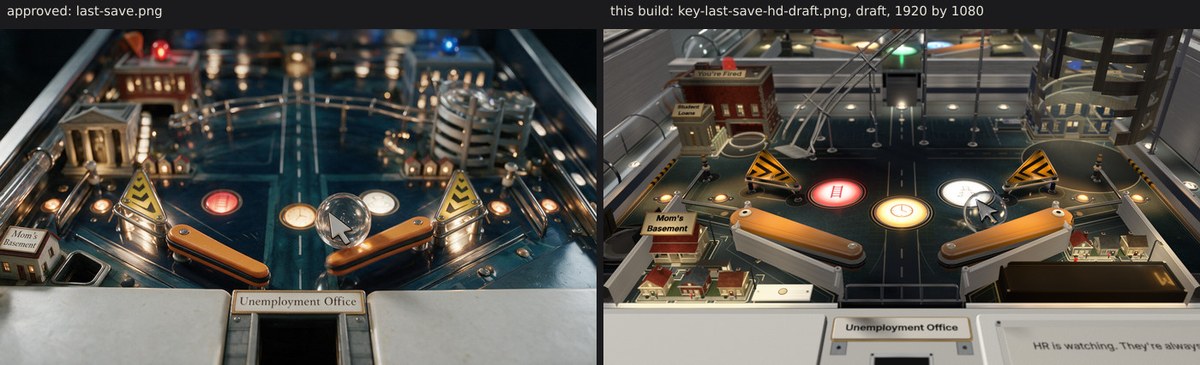 approved: last-save.png
this build: key-last-save-hd-draft.png, draft, 1920 by 1080
Mom's
Basement
Unemployment Office
You're Fired
Student
Loans
Mom's
Basement
Unemployment Office
HR is watching. They're always